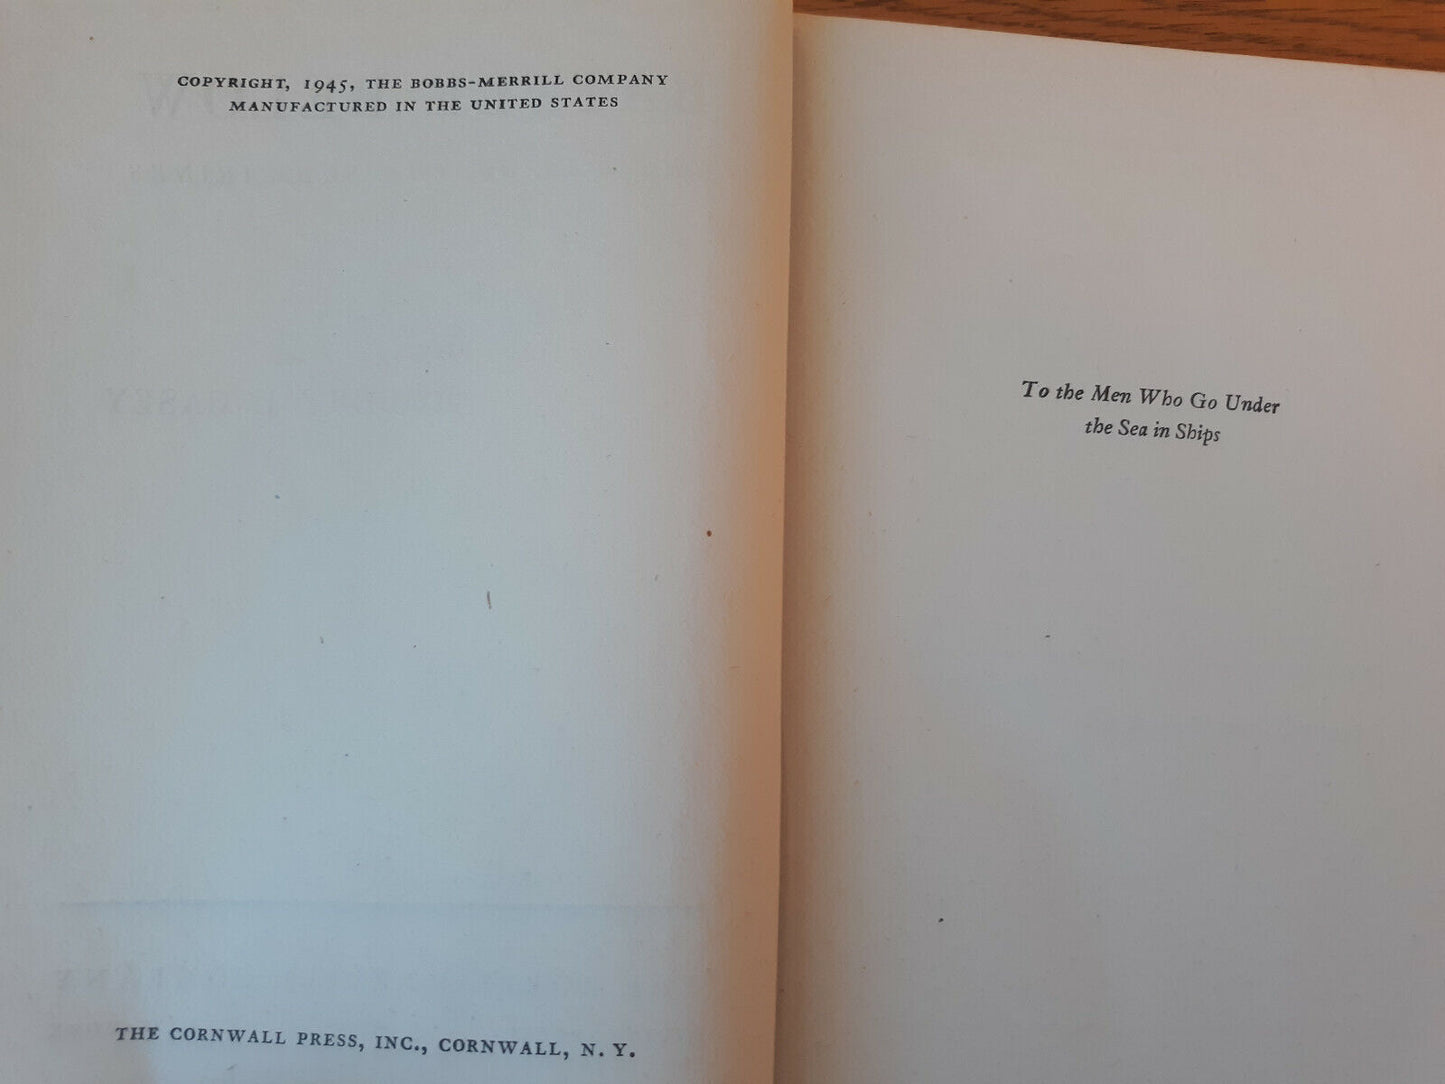 COPYRIGHT, 1945, THE BOBBS-MERRILL COMPANY
MANUFACTURED IN THE UNITED STATES
THE CORNWALL PRESS, INC., CORNWALL, N. Y.
To the Men Who Go Under
the Sea in Ships